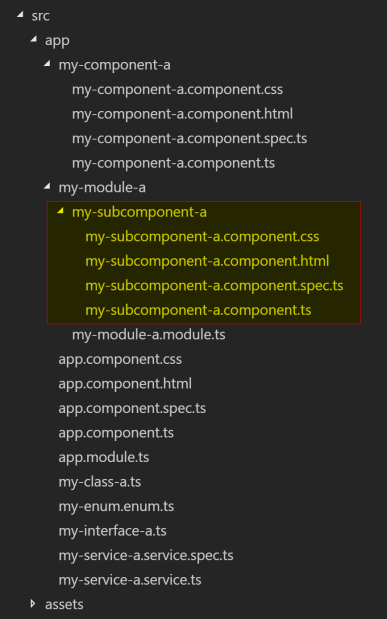 src
app
my-component-a
my-component-a.component.css
my-component-a.component.html
my-component-a.component.spec.ts
my-component-a.component.ts
my-module-a
my-subcomponent-a
my-subcomponent-a.component.css
my-subcomponent-a.component.html
my-subcomponent-a.component.spec.ts
my-subcomponent-a.component.ts
my-module-a.module.ts
app.component.css
app.component.html
app.component.spec.ts
app.component.ts
app.module.ts
my-class-a.ts
my-enum.enum.ts
my-interface-a.ts
my-service-a.service.spec.ts
my-service-a.service.ts
assets